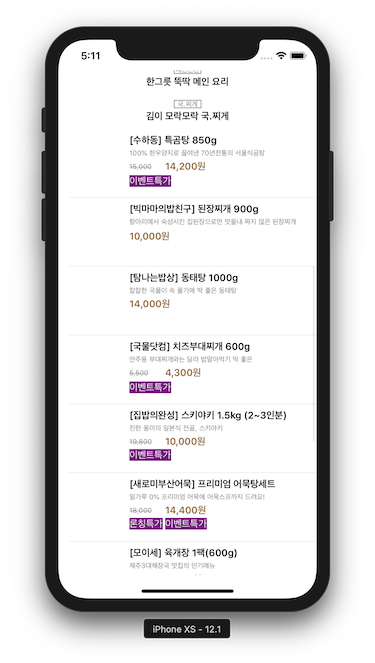 5:11
한그릇 뚝딱 메인 요리
국.찌개
김이 모락모락 국.찌게
[수하동] 특곰탕 850g
100% 한우양지로 끓여낸 70년전통의 서울식곰탕
15,000 14,200원
이벤트특가
[빅마마의밥친구] 된장찌개 900g
항아리에서 숙성시킨 집된장으로만 맛을내 짜지 않은 된장찌개
10,000원
[탐나는밥상] 동태탕 1000g
칼칼한 국물이 속 풀기에 딱 좋은 동태탕
14,000원
[국물닷컴] 치즈부대찌개 600g
안주용 부대찌개와는 달라 밥말아먹기 딱 좋은
5,500 4,300원
이벤트특가
[집밥의완성] 스키야키 1.5kg (2~3인분)
진한 풍미의 일본식 전골, 스키야키
19,800 10,000원
이벤트특가
[새로미부산어묵] 프리미엄 어묵탕세트
밀가루 0% 프리미엄 어묵에 어묵스프까지 드려요!
18,000 14,400원
론칭특가 이벤트특가
[모이세] 육개장 1팩(600g)
제주3대해장국 맛집의 인기메뉴
iPhone XS - 12.1